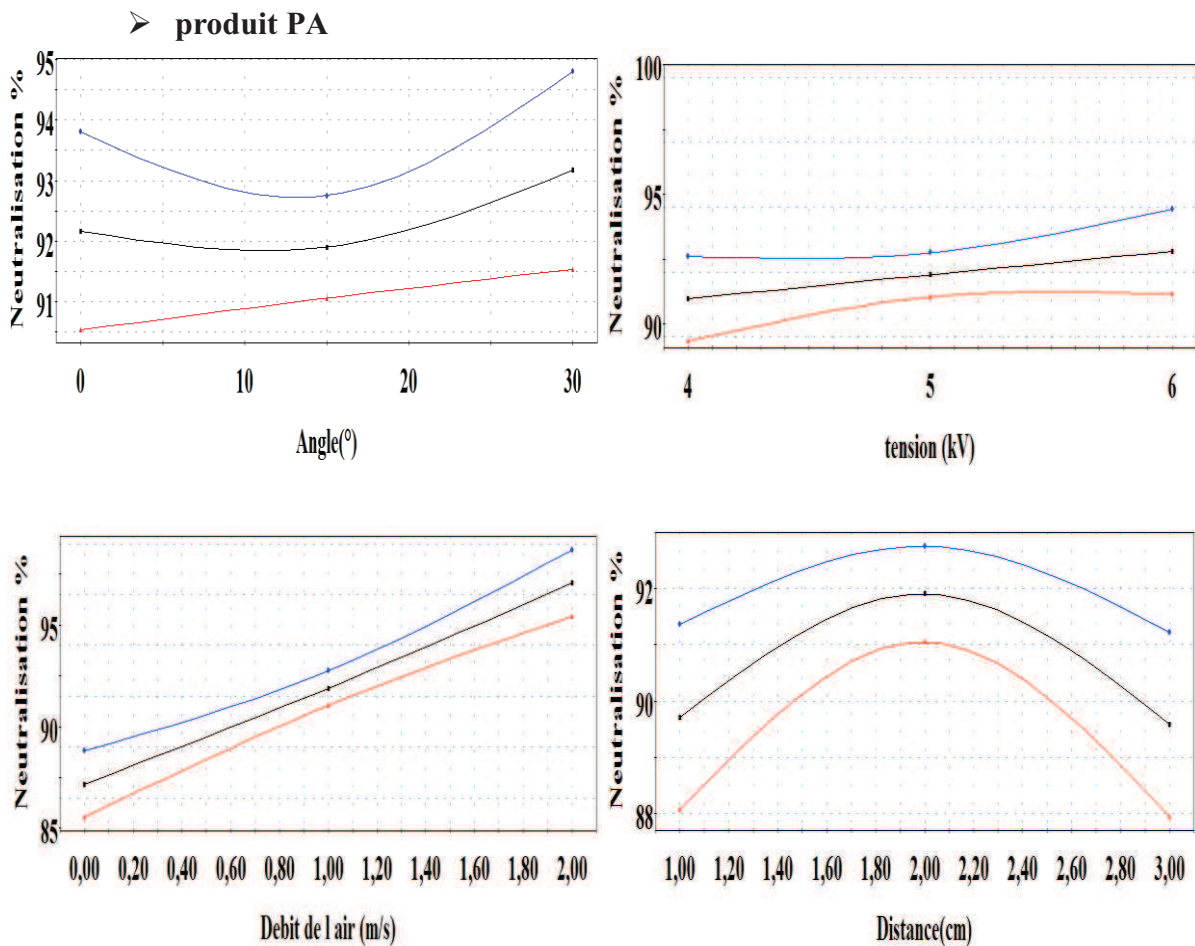 ➢ produit PA
Neutralisation %
95
94
93
92
91
0 10 20 30
Angle(°)
Neutralisation %
100
95
90
4 5 6
tension (kV)
Neutralisation %
95
90
85
0,00 0,20 0,40 0,60 0,80 1,00 1,20 1,40 1,60 1,80 2,00
Debit de l air (m/s)
Neutralisation %
92
90
88
1,00 1,20 1,40 1,60 1,80 2,00 2,20 2,40 2,60 2,80 3,00
Distance(cm)